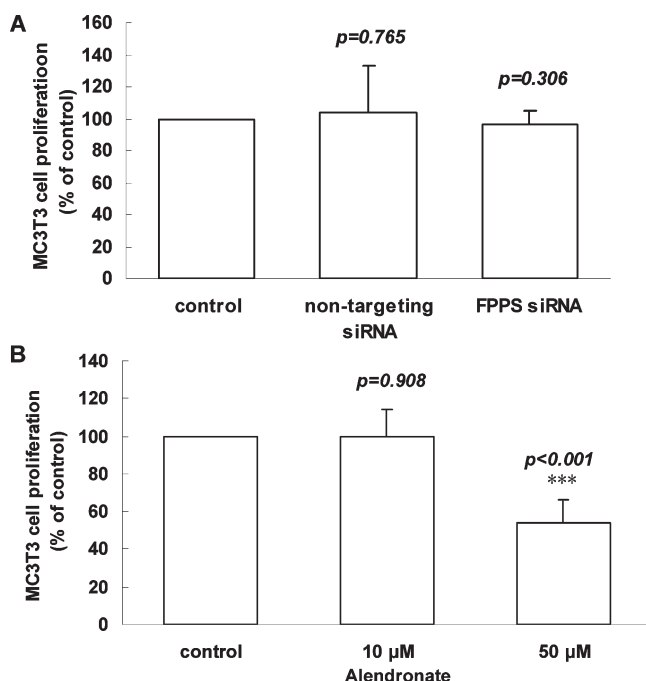 A
MC3T3 cell proliferatioon
(% of control)
160
140
120
100
80
60
40
20
0
p=0.765
p=0.306
control
non-targeting
siRNA
FPPS siRNA
B
MC3T3 cell proliferation
(% of control)
140
120
100
80
60
40
20
0
p=0.908
p<0.001
***
control
10 µM
50 µM
Alendronate